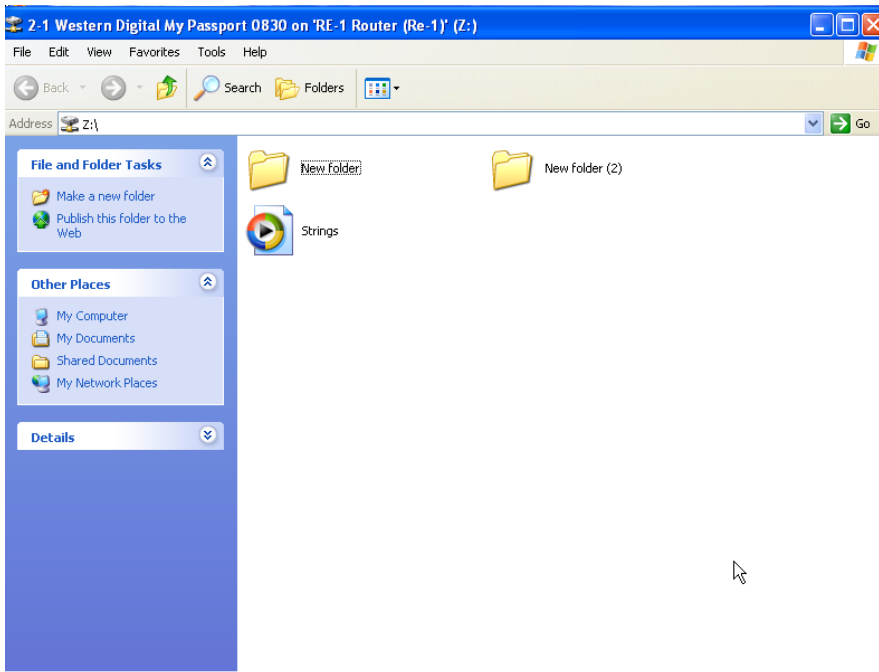 2-1 Western Digital My Passport 0830 on 'RE-1 Router (Re-1)' (Z:)
File Edit View Favorites Tools Help
Back Search Folders
Address Z:\ Go
File and Folder Tasks
Make a new folder
Publish this folder to the
Web
Other Places
My Computer
My Documents
Shared Documents
My Network Places
Details
New folder New folder (2)
Strings